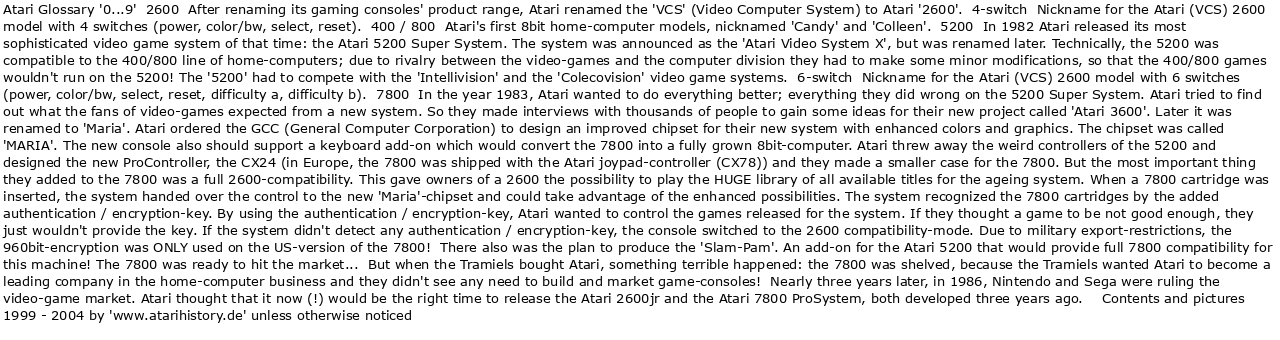 Atari Glossary '0...9'  2600  After renaming its gaming consoles' product range, Atari renamed the 'VCS' (Video Computer System) to Atari '2600'.  4-switch  Nickname for the Atari (VCS) 2600
model with 4 switches (power, color/bw, select, reset).  400 / 800  Atari's first 8bit home-computer models, nicknamed 'Candy' and 'Colleen'.  5200  In 1982 Atari released its most
sophisticated video game system of that time: the Atari 5200 Super System. The system was announced as the 'Atari Video System X', but was renamed later. Technically, the 5200 was
compatible to the 400/800 line of home-computers; due to rivalry between the video-games and the computer division they had to make some minor modifications, so that the 400/800 games
wouldn't run on the 5200! The '5200' had to compete with the 'Intellivision' and the 'Colecovision' video game systems.  6-switch  Nickname for the Atari (VCS) 2600 model with 6 switches
(power, color/bw, select, reset, difficulty a, difficulty b).  7800  In the year 1983, Atari wanted to do everything better; everything they did wrong on the 5200 Super System. Atari tried to find
out what the fans of video-games expected from a new system. So they made interviews with thousands of people to gain some ideas for their new project called 'Atari 3600'. Later it was
renamed to 'Maria'. Atari ordered the GCC (General Computer Corporation) to design an improved chipset for their new system with enhanced colors and graphics. The chipset was called
'MARIA'. The new console also should support a keyboard add-on which would convert the 7800 into a fully grown 8bit-computer. Atari threw away the weird controllers of the 5200 and
designed the new ProController, the CX24 (in Europe, the 7800 was shipped with the Atari joypad-controller (CX78)) and they made a smaller case for the 7800. But the most important thing
they added to the 7800 was a full 2600-compatibility. This gave owners of a 2600 the possibility to play the HUGE library of all available titles for the ageing system. When a 7800 cartridge was
inserted, the system handed over the control to the new 'Maria'-chipset and could take advantage of the enhanced possibilities. The system recognized the 7800 cartridges by the added
authentication / encryption-key. By using the authentication / encryption-key, Atari wanted to control the games released for the system. If they thought a game to be not good enough, they
just wouldn't provide the key. If the system didn't detect any authentication / encryption-key, the console switched to the 2600 compatibility-mode. Due to military export-restrictions, the
960bit-encryption was ONLY used on the US-version of the 7800!  There also was the plan to produce the 'Slam-Pam'. An add-on for the Atari 5200 that would provide full 7800 compatibility for
this machine! The 7800 was ready to hit the market...  But when the Tramiels bought Atari, something terrible happened: the 7800 was shelved, because the Tramiels wanted Atari to become a
leading company in the home-computer business and they didn't see any need to build and market game-consoles!  Nearly three years later, in 1986, Nintendo and Sega were ruling the
video-game market. Atari thought that it now (!) would be the right time to release the Atari 2600jr and the Atari 7800 ProSystem, both developed three years ago.    Contents and pictures
1999 - 2004 by 'www.atarihistory.de' unless otherwise noticed